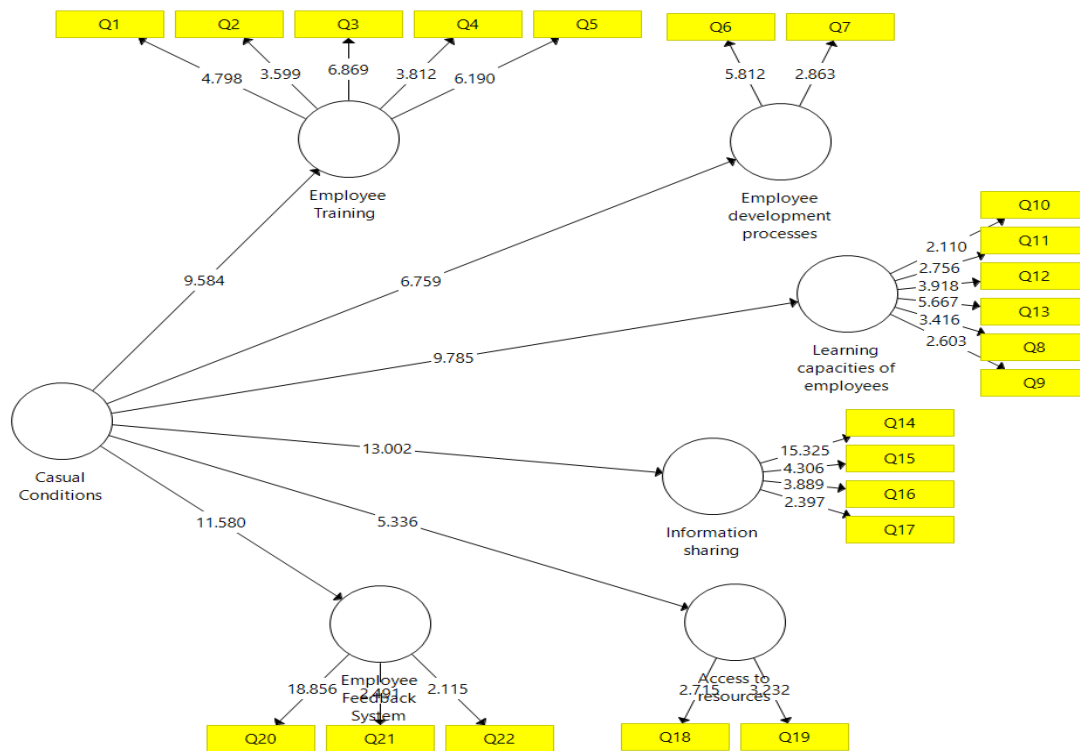 Q1
Q2
Q3
Q4
Q5
Q6
Q7
4.798
3.599
6.869
3.812
6.190
5.812
2.863
Employee
Training
Employee
development
processes
Q10
Q11
Q12
Q13
Q8
Q9
2.110
2.756
3.918
5.667
3.416
2.603
Learning
capacities of
employees
9.584
6.759
9.785
13.002
11.580
5.336
Casual
Conditions
Q14
Q15
Q16
Q17
15.325
4.306
3.889
2.397
Information
sharing
Employee
Feedback
System
18.856
2.491
2.115
Access to
resources
2.715
3.232
Q20
Q21
Q22
Q18
Q19